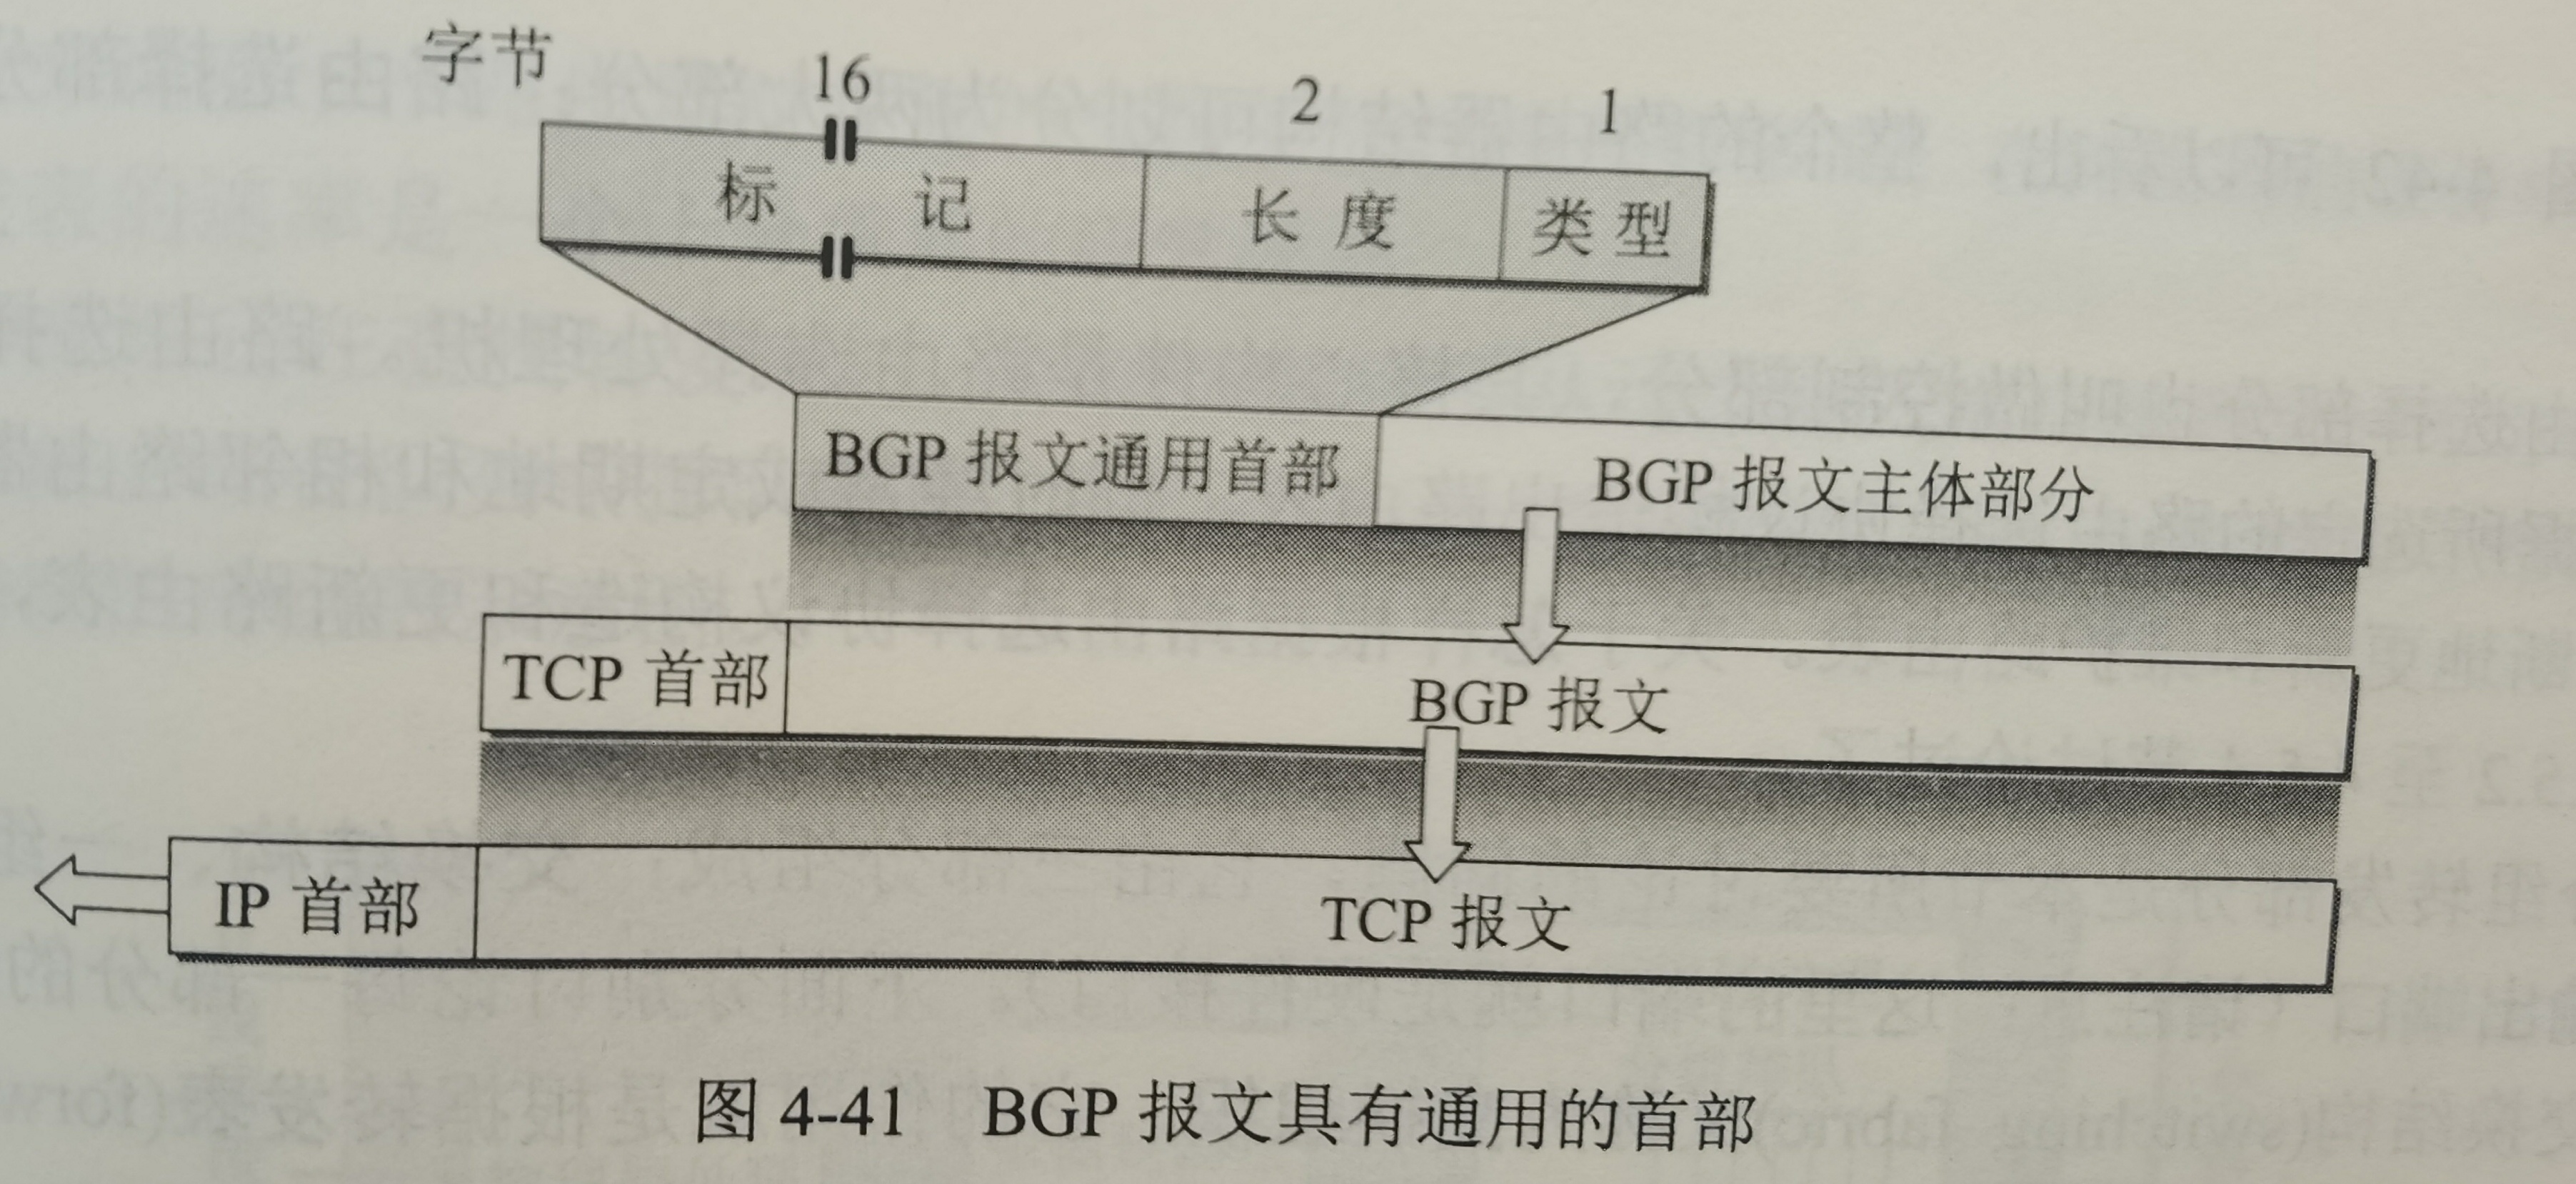 字节 16 2 1
标 记 长 度 类 型
BGP 报文通用首部 BGP 报文主体部分
TCP 首部 BGP 报文
IP 首部 TCP 报文
图 4-41 BGP 报文具有通用的首部